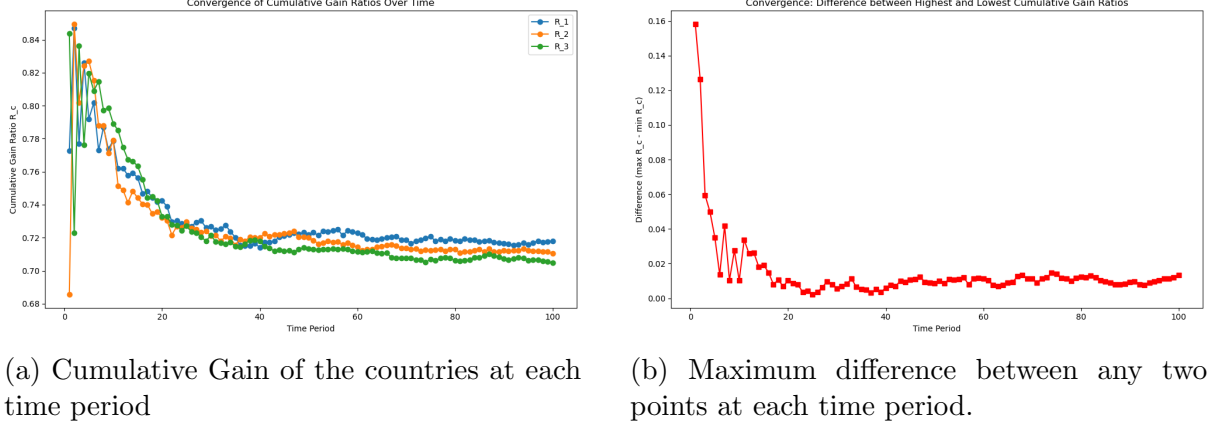 Convergence of Cumulative Gain Ratios Over Time
Cumulative Gain Ratio R_c
0.84
0.82
0.80
0.78
0.76
0.74
0.72
0.70
0.68
R_1
R_2
R_3
0
20
40
60
80
100
Time Period
Convergence: Difference between Highest and Lowest Cumulative Gain Ratios
Difference (max R_c - min R_c)
0.16
0.14
0.12
0.10
0.08
0.06
0.04
0.02
0.00
0
20
40
60
80
100
Time Period
(a) Cumulative Gain of the countries at each
time period
(b) Maximum difference between any two
points at each time period.